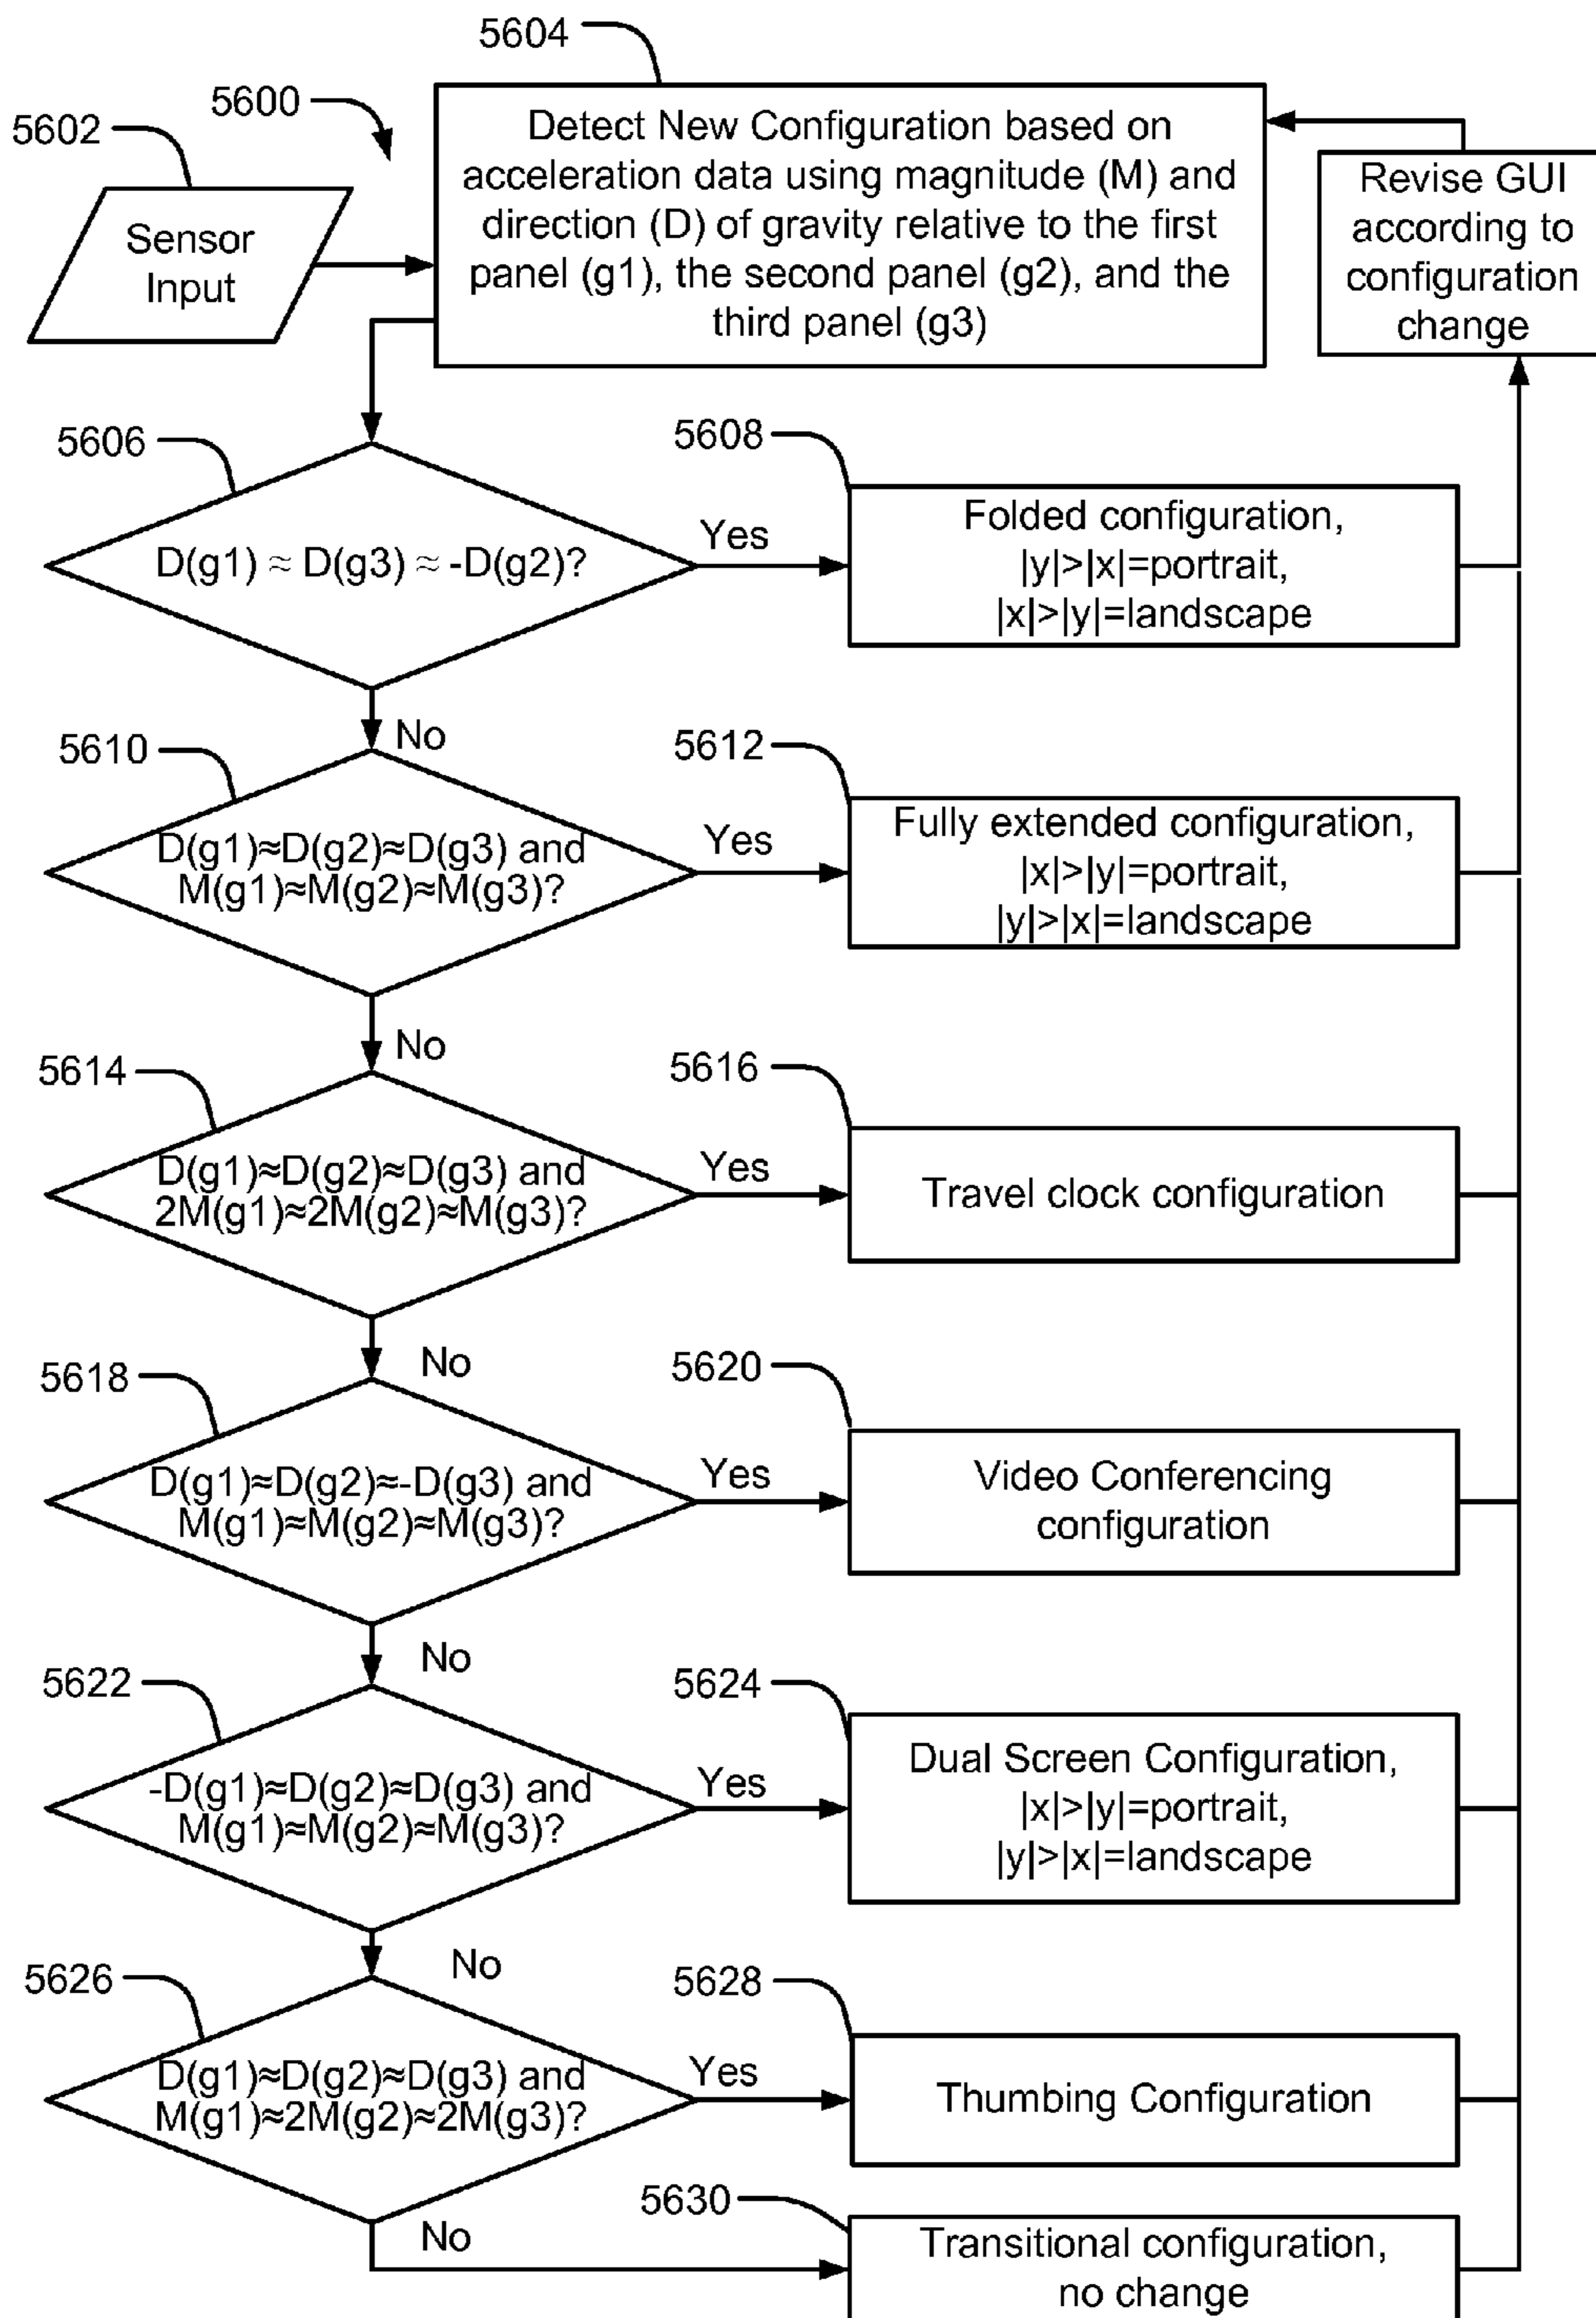 5604
5600
5602
Sensor
Input
Detect New Configuration based on
acceleration data using magnitude (M) and
direction (D) of gravity relative to the first
panel (g1), the second panel (g2), and the
third panel (g3)
Revise GUI
according to
configuration
change
5606
D(g1) ≈ D(g3) ≈ -D(g2)?
Yes
5608
Folded configuration,
|y|>|x|=portrait,
|x|>|y|=landscape
No
5610
D(g1)≈D(g2)≈D(g3) and
M(g1)≈M(g2)≈M(g3)?
Yes
5612
Fully extended configuration,
|x|>|y|=portrait,
|y|>|x|=landscape
No
5614
D(g1)≈D(g2)≈D(g3) and
2M(g1)≈2M(g2)≈M(g3)?
Yes
5616
Travel clock configuration
No
5618
D(g1)≈D(g2)≈-D(g3) and
M(g1)≈M(g2)≈M(g3)?
Yes
5620
Video Conferencing
configuration
No
5622
-D(g1)≈D(g2)≈D(g3) and
M(g1)≈M(g2)≈M(g3)?
Yes
5624
Dual Screen Configuration,
|x|>|y|=portrait,
|y|>|x|=landscape
No
5626
D(g1)≈D(g2)≈D(g3) and
M(g1)≈2M(g2)≈2M(g3)?
Yes
5628
Thumbing Configuration
No
5630
Transitional configuration,
no change